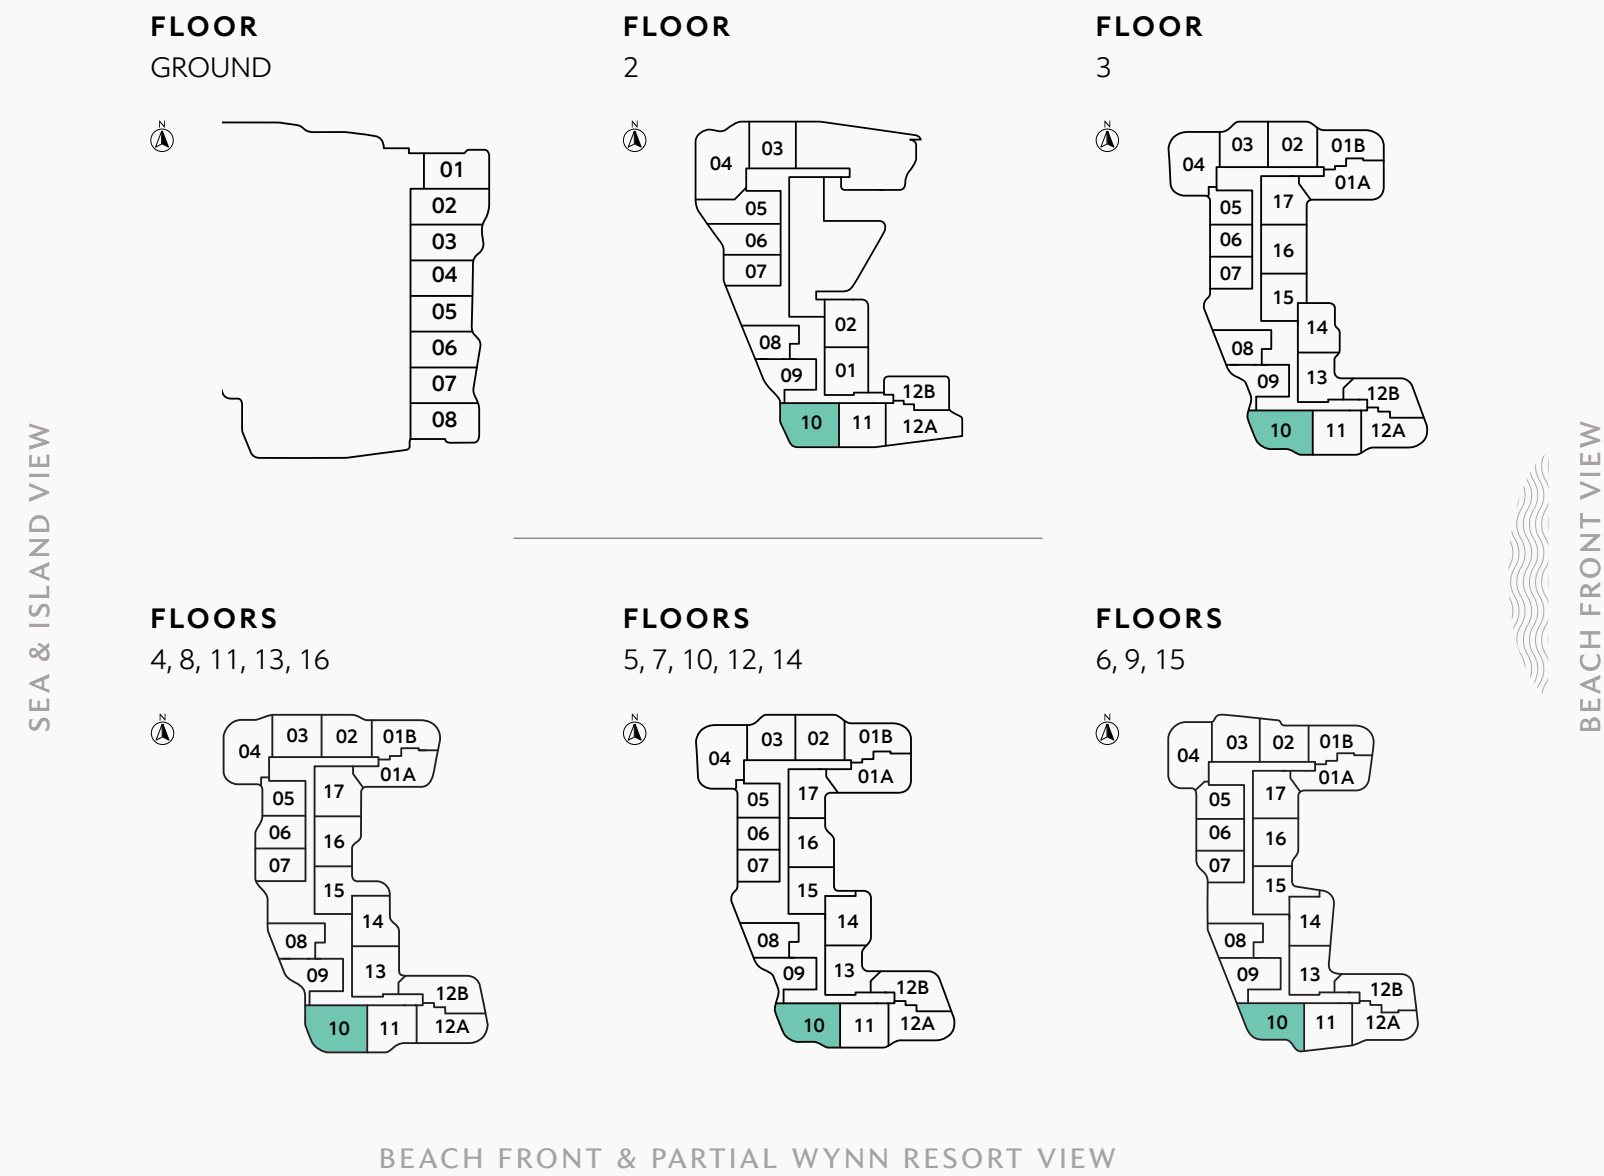 FLOOR
GROUND
N
01
02
03
04
05
06
07
08
FLOOR
2
N
03
04
05
06
07
02
08
01
09
12B
10
11
12A
FLOOR
3
N
03
02
01B
04
01A
17
05
06
16
07
15
14
08
13
09
12B
10
11
12A
SEA & ISLAND VIEW
BEACH FRONT VIEW
FLOORS
4, 8, 11, 13, 16
N
03
02
01B
04
01A
17
05
06
16
07
15
14
08
13
09
12B
10
11
12A
FLOORS
5, 7, 10, 12, 14
N
03
02
01B
04
01A
17
05
06
16
07
15
14
08
13
09
12B
10
11
12A
FLOORS
6, 9, 15
N
03
02
01B
04
01A
17
05
06
16
07
15
14
08
13
09
12B
10
11
12A
BEACH FRONT & PARTIAL WYNN RESORT VIEW